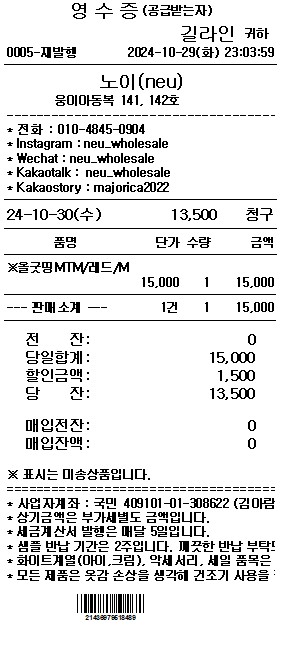 영 수 증 (공급받는자)
길라인 귀하
0005-재발행 2024-10-29(화) 23:03:59
노이(neu)
웅미아동복 141, 142호
* 전화 : 010-4845-0904
* Instagram : neu_wholesale
* Wechat : neu_wholesale
* Kakaotalk : neu_wholesale
* Kakaostory : majorica2022
24-10-30(수) 13,500 청구
품명 단가 수량 금액
※올굿띵MTM/레드/M
15,000 1 15,000
--- 판매소계 --- 1건 1 15,000
전 잔: 0
당일합계: 15,000
할인금액: 1,500
당 잔: 13,500
매입전잔: 0
매입잔액: 0
※ 표시는 미송상품입니다.
* 사업자계좌 : 국민 409101-01-308622 (김아람
* 상기금액은 부가세별도 금액입니다.
* 세금계산서 발행은 매달 5일입니다.
* 샘플 반납 기간은 2주입니다. 깨끗한 반납 부탁드
* 화이트계열(아이,크림), 악세서리, 세일 품목은
* 모든 제품은 옷감 손상을 생각해 건조기 사용을
21436979518489